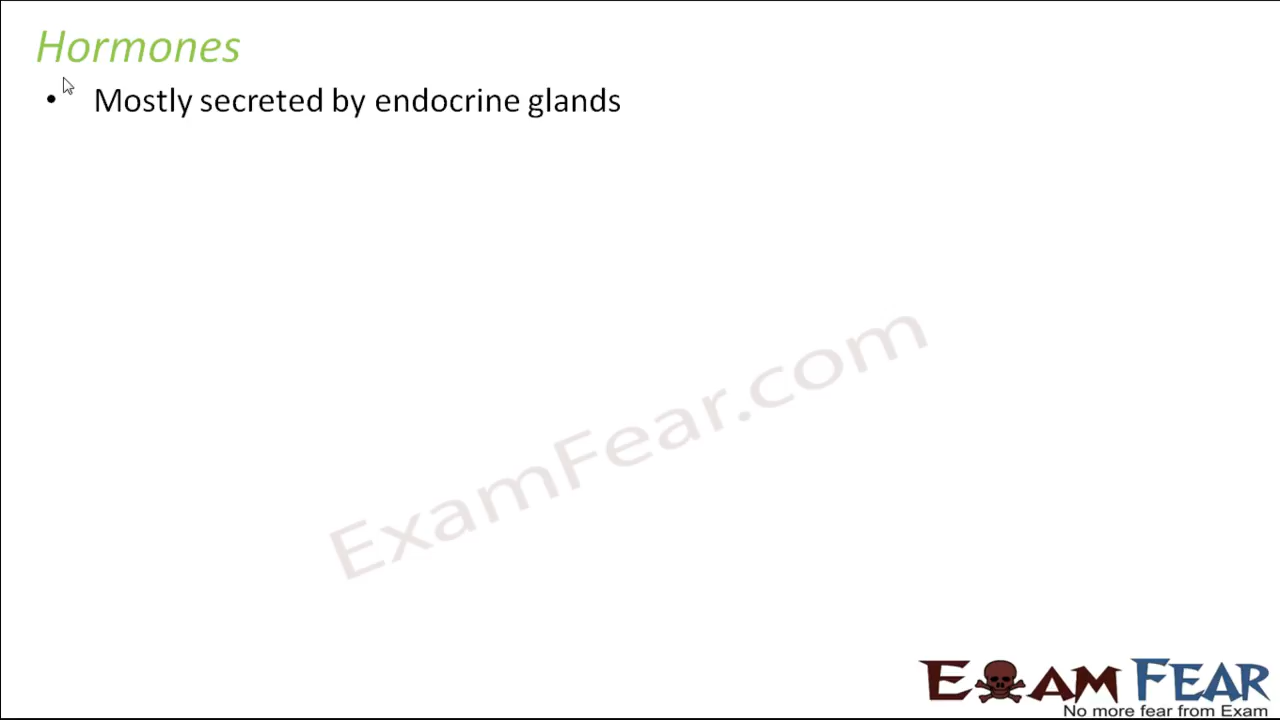 Hormones
• Mostly secreted by endocrine glands
ExamFear.com
EXAM FEAR
No more fear from Exam